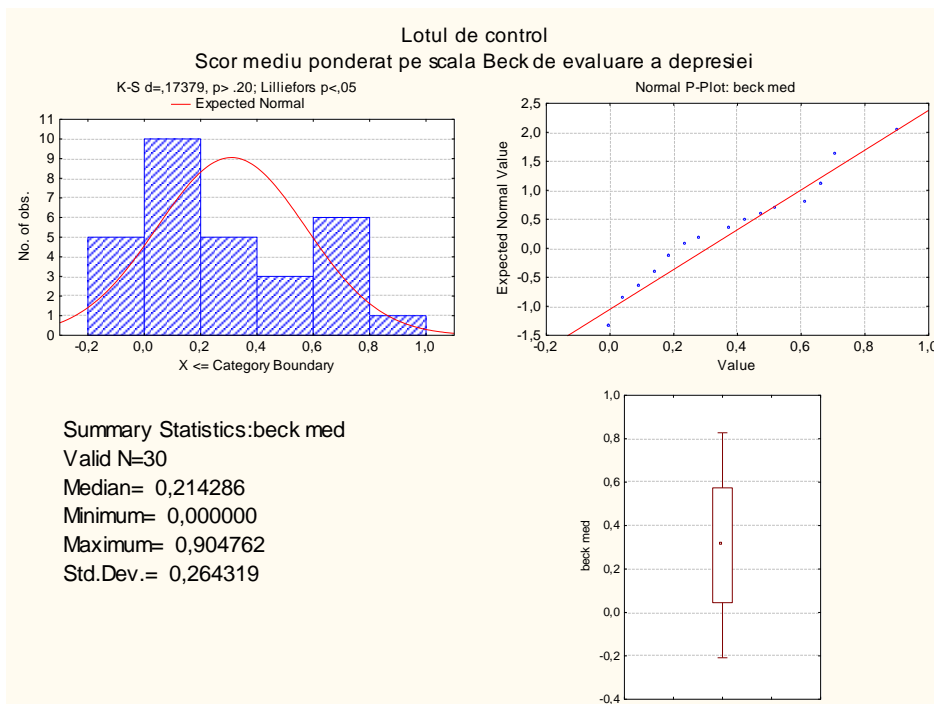 Lotul de control
Scor mediu ponderat pe scala Beck de evaluare a depresiei
K-S d=,17379, p> .20; Lilliefors p<,05
Expected Normal
11
10
9
8
7
6
5
4
3
2
1
0
No. of obs.
-0,2 0,0 0,2 0,4 0,6 0,8 1,0
X <= Category Boundary
Normal P-Plot: beck med
2,5
2,0
1,5
1,0
0,5
0,0
-0,5
-1,0
-1,5
Expected Normal Value
-0,2 0,0 0,2 0,4 0,6 0,8 1,0
Value
Summary Statistics:beck med
Valid N=30
Median= 0,214286
Minimum= 0,000000
Maximum= 0,904762
Std.Dev.= 0,264319
1,0
0,8
0,6
0,4
0,2
0,0
-0,2
-0,4
beck med